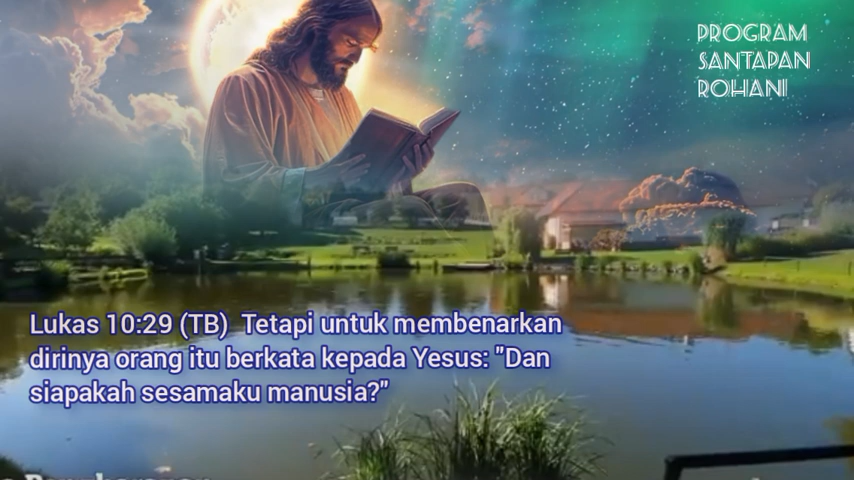 PROGRAM
SANTAPAN
ROHANI
Lukas 10:29 (TB)  Tetapi untuk membenarkan
dirinya orang itu berkata kepada Yesus: "Dan
siapakah sesamaku manusia?"